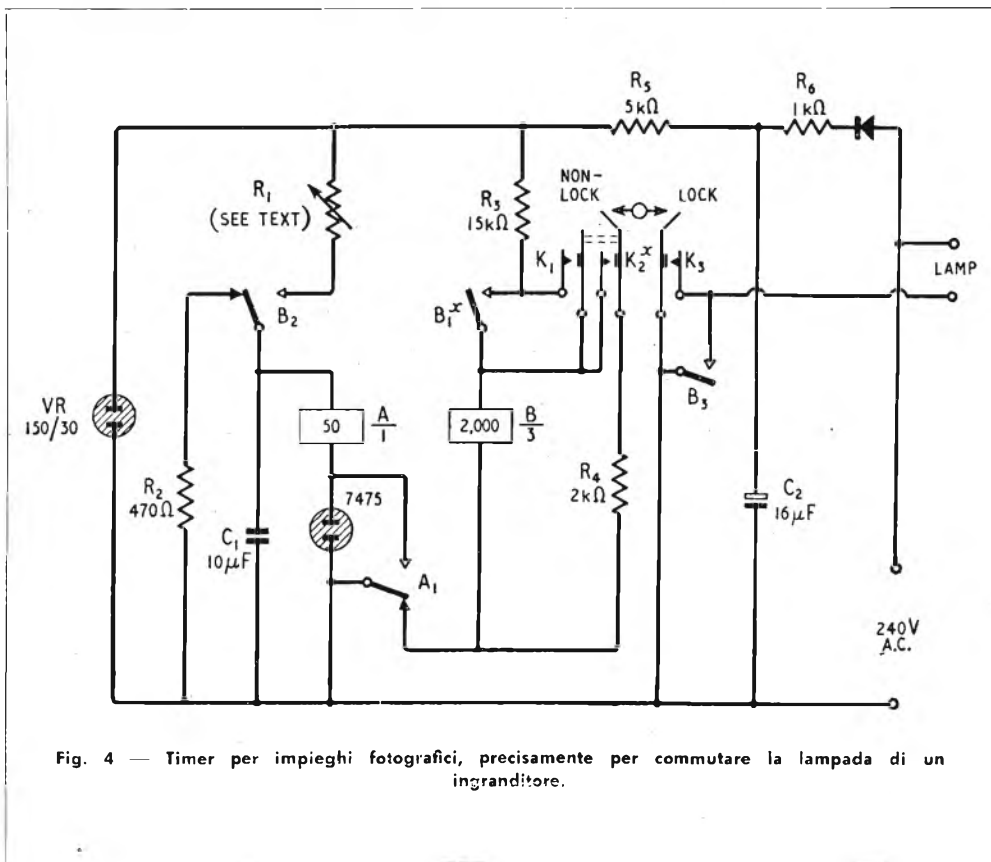 R5
5kΩ
R6
1kΩ
R1
(SEE TEXT)
R3
15kΩ
NON-
LOCK
LOCK
K1
K2 x
K3
LAMP
B2
B1 x
B3
VR
150/30
50
A
1
2,000
B
3
R2
470Ω
C1
10μF
7475
A1
R4
2kΩ
C2
16μF
240V
A.C.
Fig. 4 — Timer per impieghi fotografici, precisamente per commutare la lampada di un
ingranditore.